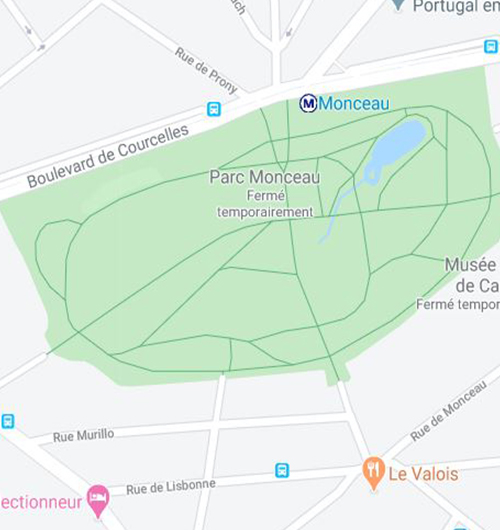 Portugal en
ch
Rue de Prony
M Monceau
Boulevard de Courcelles
Parc Monceau
Fermé
temporairement
Musée
de Ca
Fermé tempor
Rue de Monceau
Rue Murillo
Le Valois
Rue de Lisbonne
ectionneur